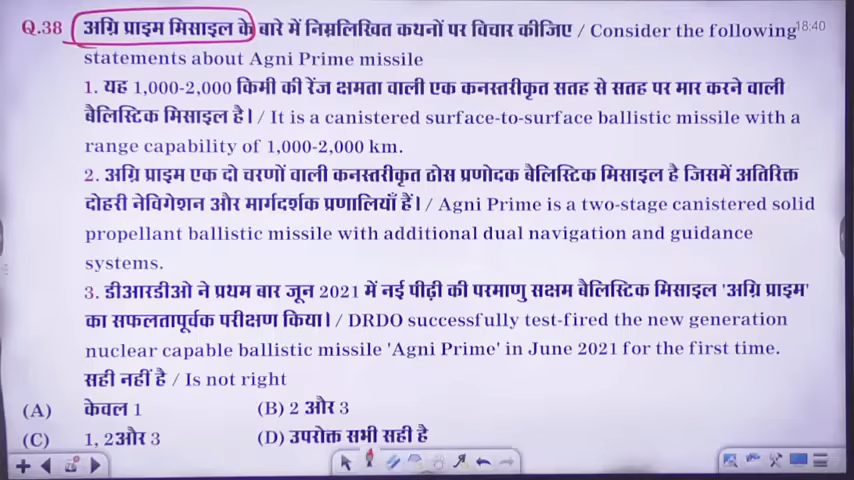 Q.38 अग्नि प्राइम मिसाइल के बारे में निम्नलिखित कथनों पर विचार कीजिए / Consider the following 18:40
statements about Agni Prime missile
1. यह 1,000-2,000 किमी की रेंज क्षमता वाली एक कनस्तरीकृत सतह से सतह पर मार करने वाली
बैलिस्टिक मिसाइल है। / It is a canistered surface-to-surface ballistic missile with a
range capability of 1,000-2,000 km.
2. अग्नि प्राइम एक दो चरणों वाली कनस्तरीकृत ठोस प्रणोदक बैलिस्टिक मिसाइल है जिसमें अतिरिक्त
दोहरी नेविगेशन और मार्गदर्शक प्रणालियाँ हैं। / Agni Prime is a two-stage canistered solid
propellant ballistic missile with additional dual navigation and guidance
systems.
3. डीआरडीओ ने प्रथम बार जून 2021 में नई पीढ़ी की परमाणु सक्षम बैलिस्टिक मिसाइल 'अग्नि प्राइम'
का सफलतापूर्वक परीक्षण किया। / DRDO successfully test-fired the new generation
nuclear capable ballistic missile 'Agni Prime' in June 2021 for the first time.
सही नहीं है / Is not right
(A) केवल 1 (B) 2 और 3
(C) 1, 2और 3 (D) उपरोक्त सभी सही है